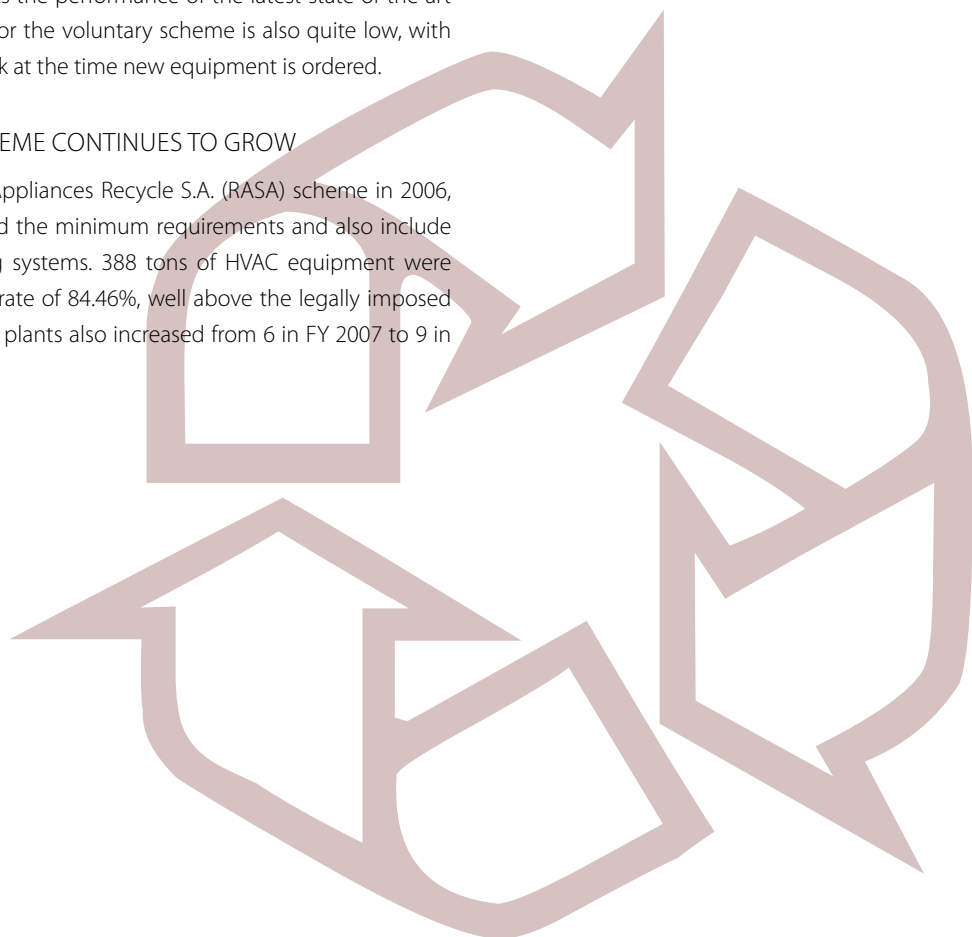 the performance of the latest state of the art
or the voluntary scheme is also quite low, with
k at the time new equipment is ordered.
EME CONTINUES TO GROW
Appliances Recycle S.A. (RASA) scheme in 2006,
d the minimum requirements and also include
g systems. 388 tons of HVAC equipment were
rate of 84.46%, well above the legally imposed
plants also increased from 6 in FY 2007 to 9 in